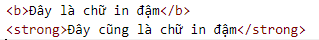 <b>Đây là chữ in đậm</b>
<strong>Đây cũng là chữ in đậm</strong>